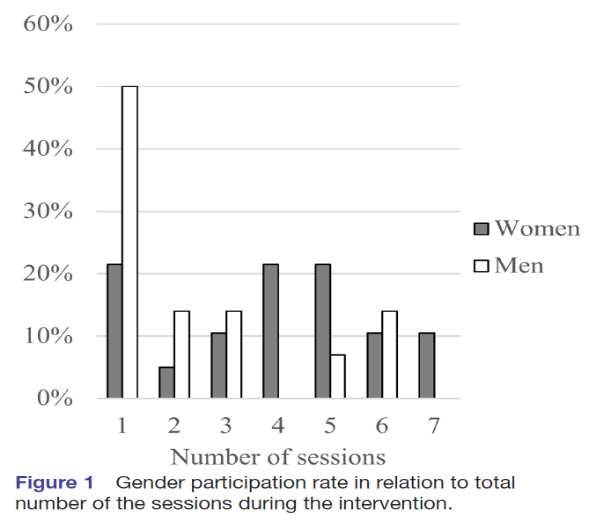 60%
50%
40%
30%
20%
10%
0%
1 2 3 4 5 6 7
Number of sessions
Women
Men
Figure 1 Gender participation rate in relation to total
number of the sessions during the intervention.